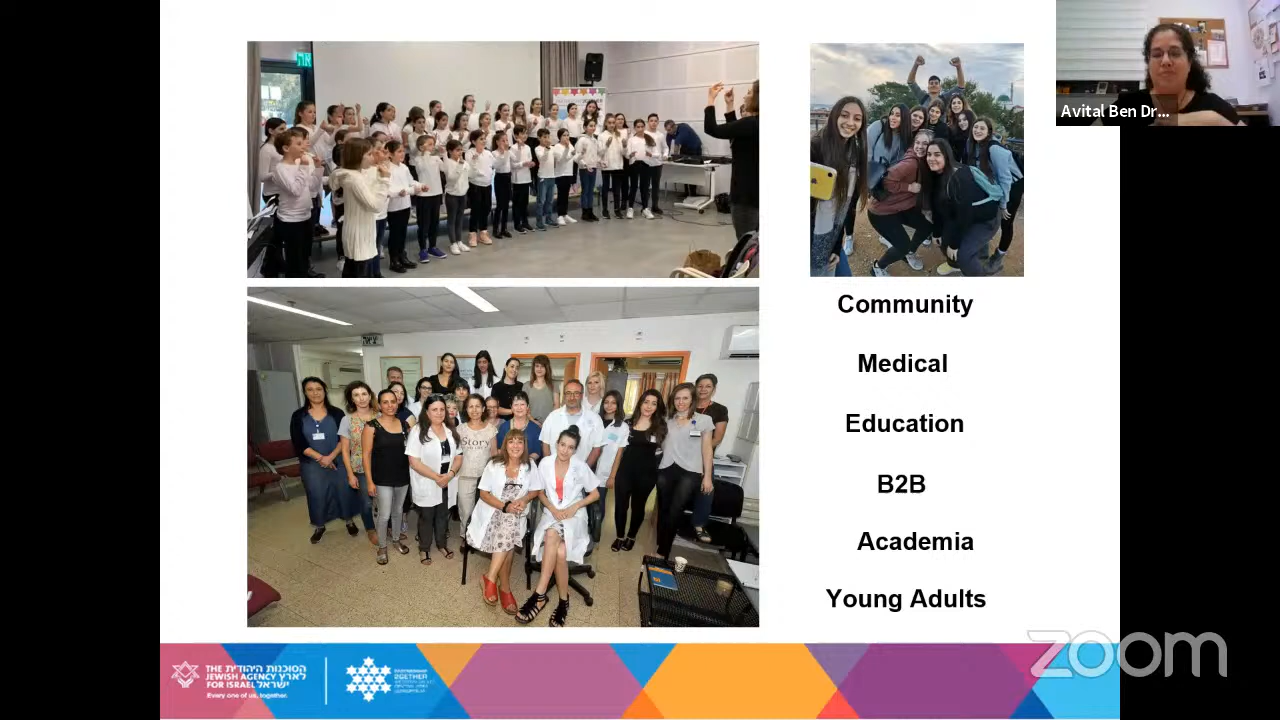 Avital Ben Dr...
Community
Medical
Education
B2B
Academia
Young Adults
הסוכנות היהודית
לארץ ישראל
THE
JEWISH AGENCY
FOR ISRAEL
Every one of us, together.
zoom